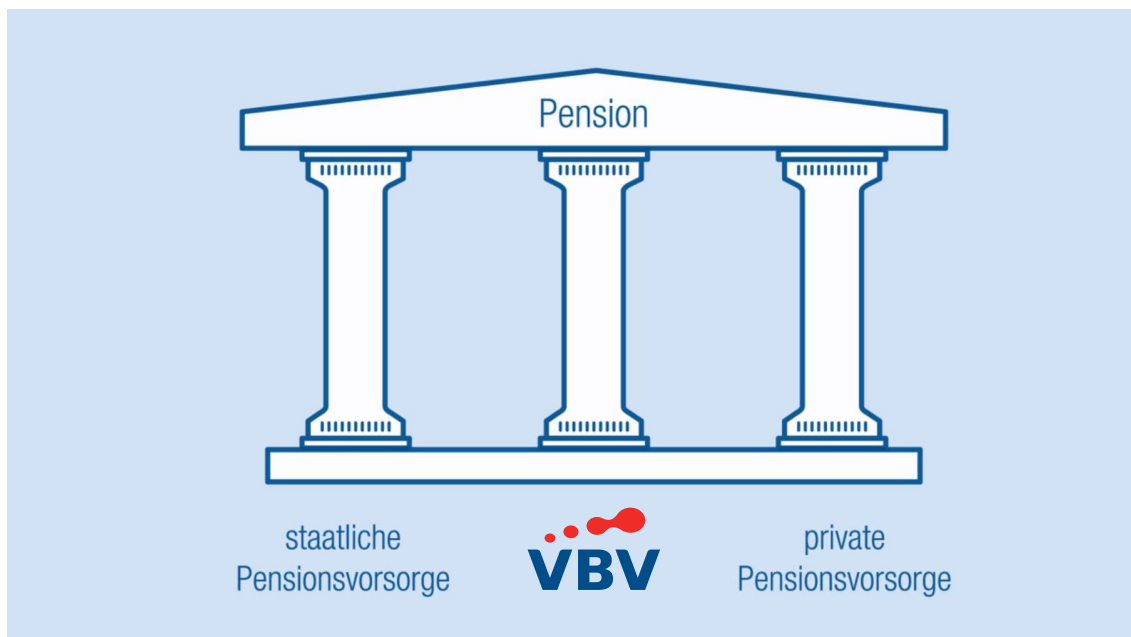 Pension
staatliche
Pensionsvorsorge
VBV
private
Pensionsvorsorge